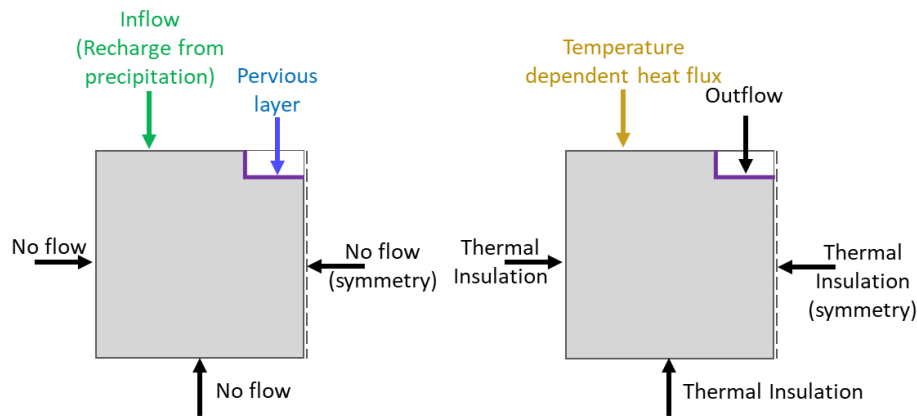 Inflow
(Recharge from
precipitation)
Pervious
layer
No flow
No flow
(symmetry)
No flow
Temperature
dependent heat flux
Outflow
Thermal
Insulation
Thermal
Insulation
(symmetry)
Thermal Insulation